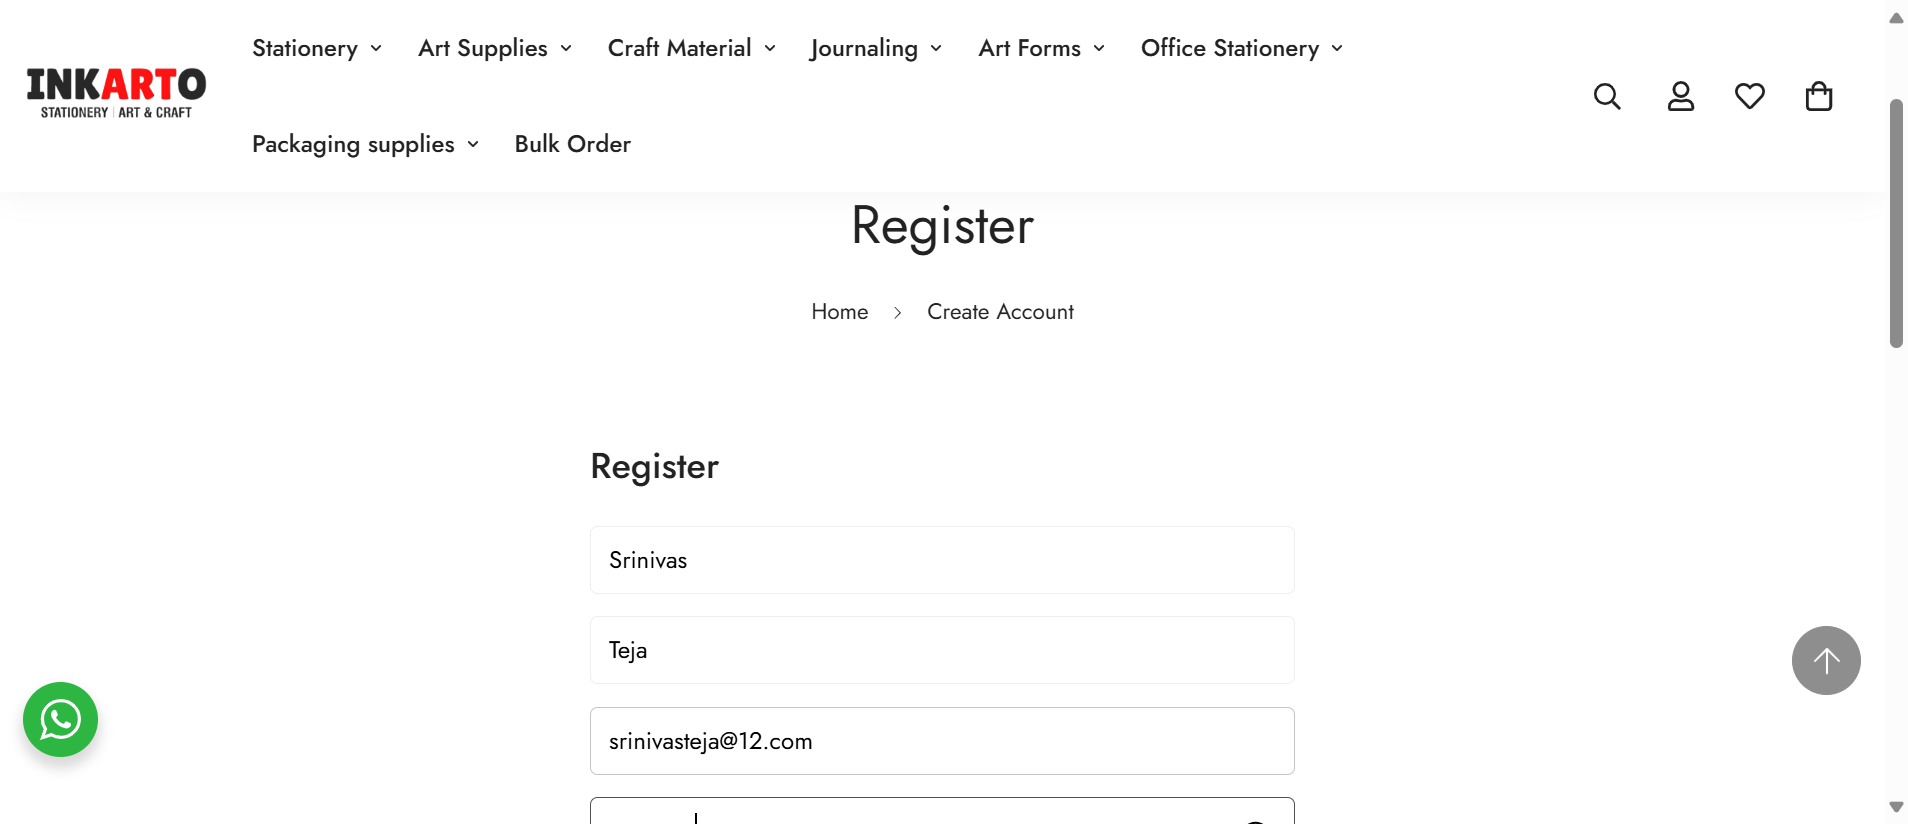 INKARTO
STATIONERY | ART & CRAFT
Stationery
Art Supplies
Craft Material
Journaling
Art Forms
Office Stationery
Packaging supplies
Bulk Order
Register
Home
Create Account
Register
Srinivas
Teja
srinivasteja@12.com